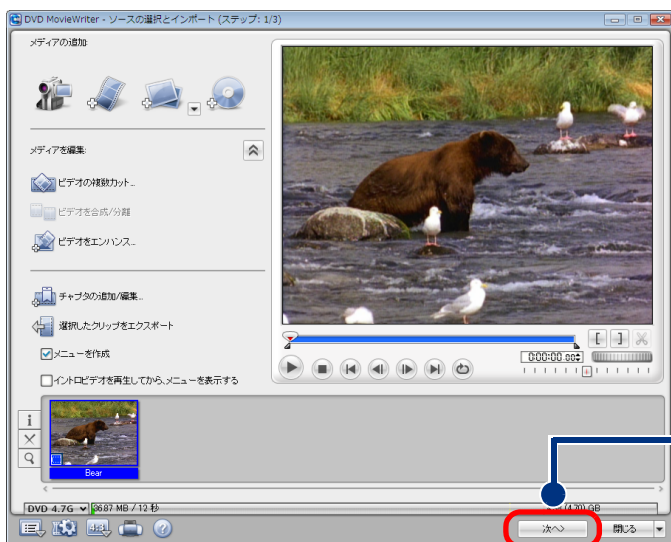 DVD MovieWriter - ソースの選択とインポート (ステップ: 1/3)
メディアの追加:
メディアを編集:
ビデオの複数カット...
ビデオを合成/分離
ビデオをエンハンス...
チャプタの追加/編集...
選択したクリップをエクスポート
メニューを作成
イントロビデオを再生してから、メニューを表示する
0:00:00.00
Bear
DVD 4.7G
36.87 MB / 12 秒
(4.70) GB
次へ>
閉じる